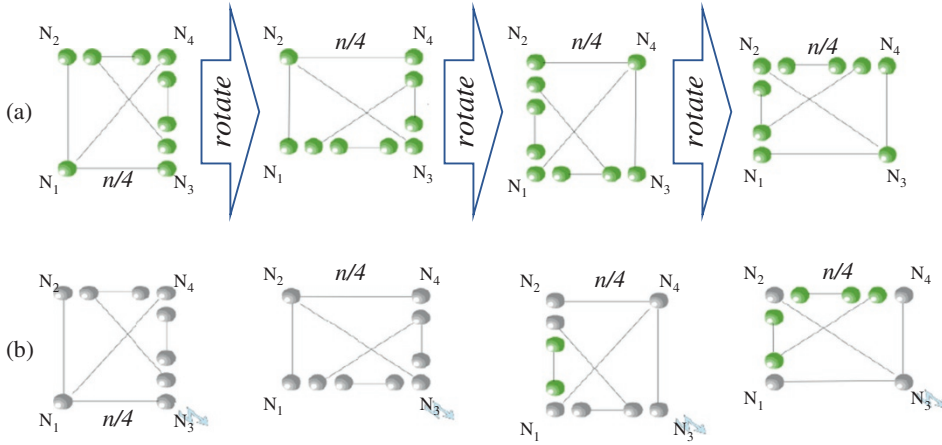 N2 N4 N2 n/4 N4 N2 n/4 N4 N2 n/4 N4
(a) rotate rotate rotate
N1 n/4 N3 N1 N3 N1 N3 N1 N3
N2 N4 N2 n/4 N4 N2 n/4 N4 N2 n/4 N4
(b)
N1 n/4 N3 N1 N3 N1 N3 N1 N3